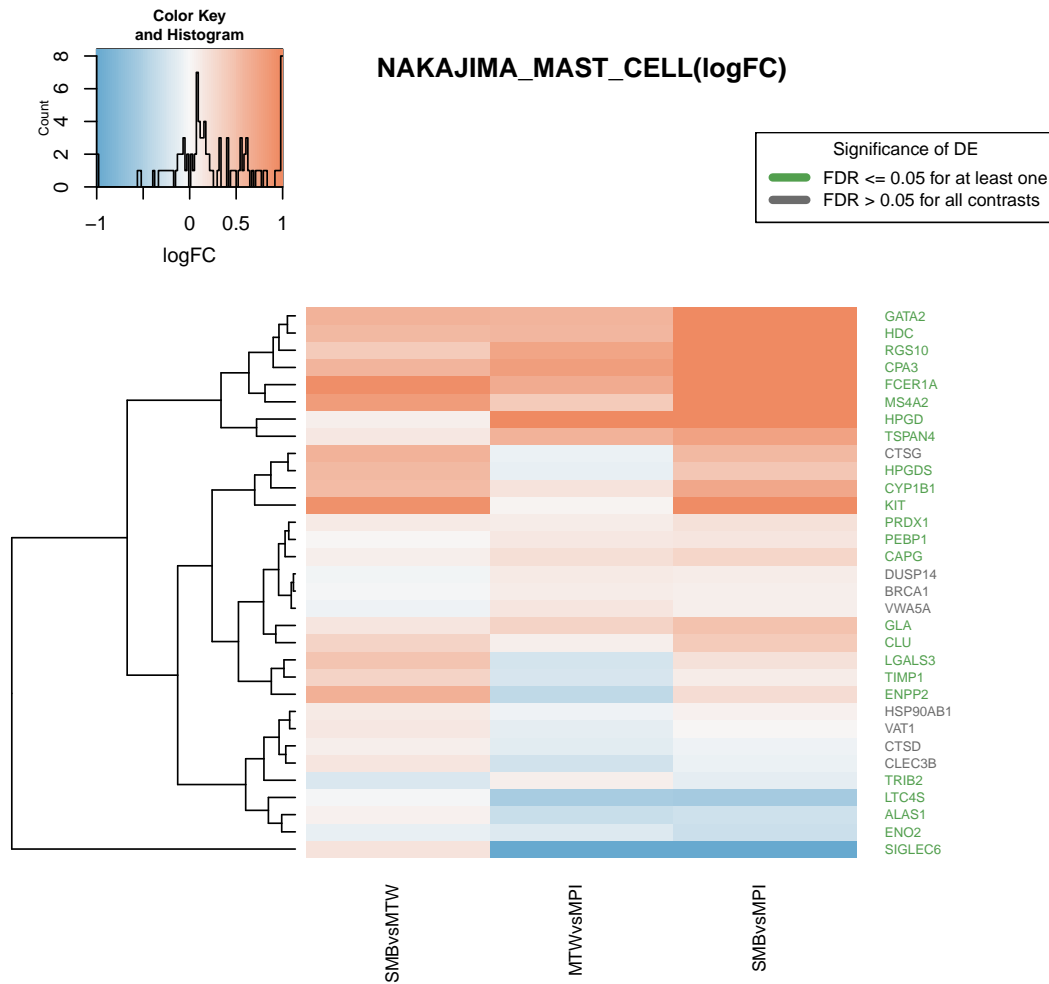 Color Key
and Histogram
Count
0 2 4 6 8
−1 0 0.5 1
logFC
NAKAJIMA_MAST_CELL(logFC)
Significance of DE
FDR <= 0.05 for at least one
FDR > 0.05 for all contrasts
GATA2
HDC
RGS10
CPA3
FCER1A
MS4A2
HPGD
TSPAN4
CTSG
HPGDS
CYP1B1
KIT
PRDX1
PEBP1
CAPG
DUSP14
BRCA1
VWA5A
GLA
CLU
LGALS3
TIMP1
ENPP2
HSP90AB1
VAT1
CTSD
CLEC3B
TRIB2
LTC4S
ALAS1
ENO2
SIGLEC6
SMBvsMTW
MTWvsMPI
SMBvsMPI